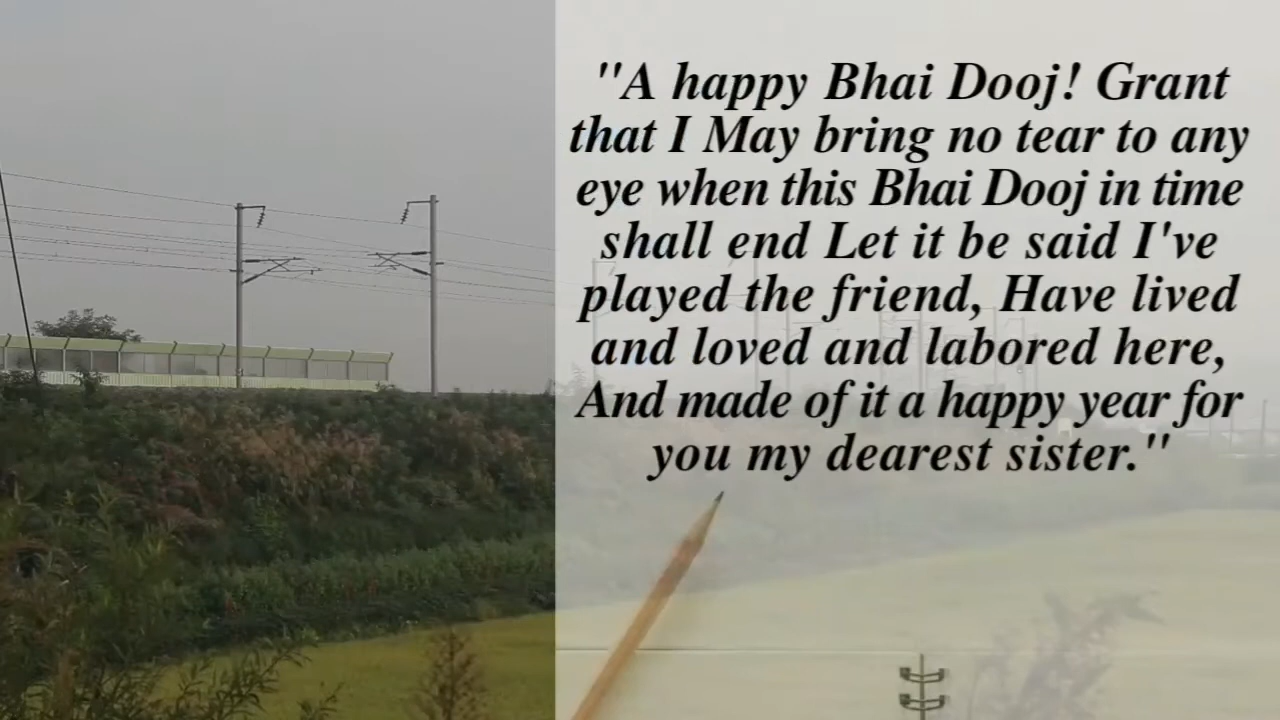 "A happy Bhai Dooj! Grant
that I May bring no tear to any
eye when this Bhai Dooj in time
shall end Let it be said I've
played the friend, Have lived
and loved and labored here,
And made of it a happy year for
you my dearest sister."